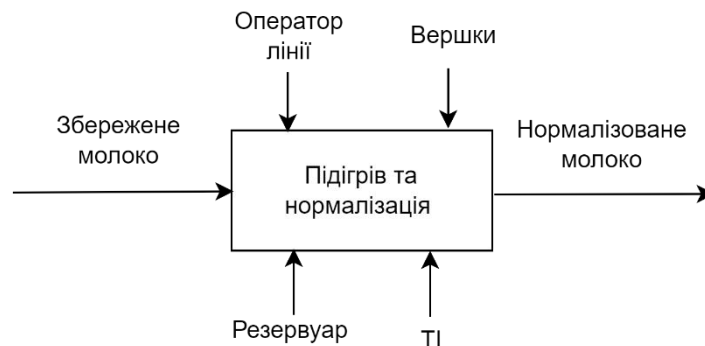 Оператор
лінії
Вершки
Збережене
молоко
Нормалізоване
молоко
Підігрів та
нормалізація
Резервуар
ТІ